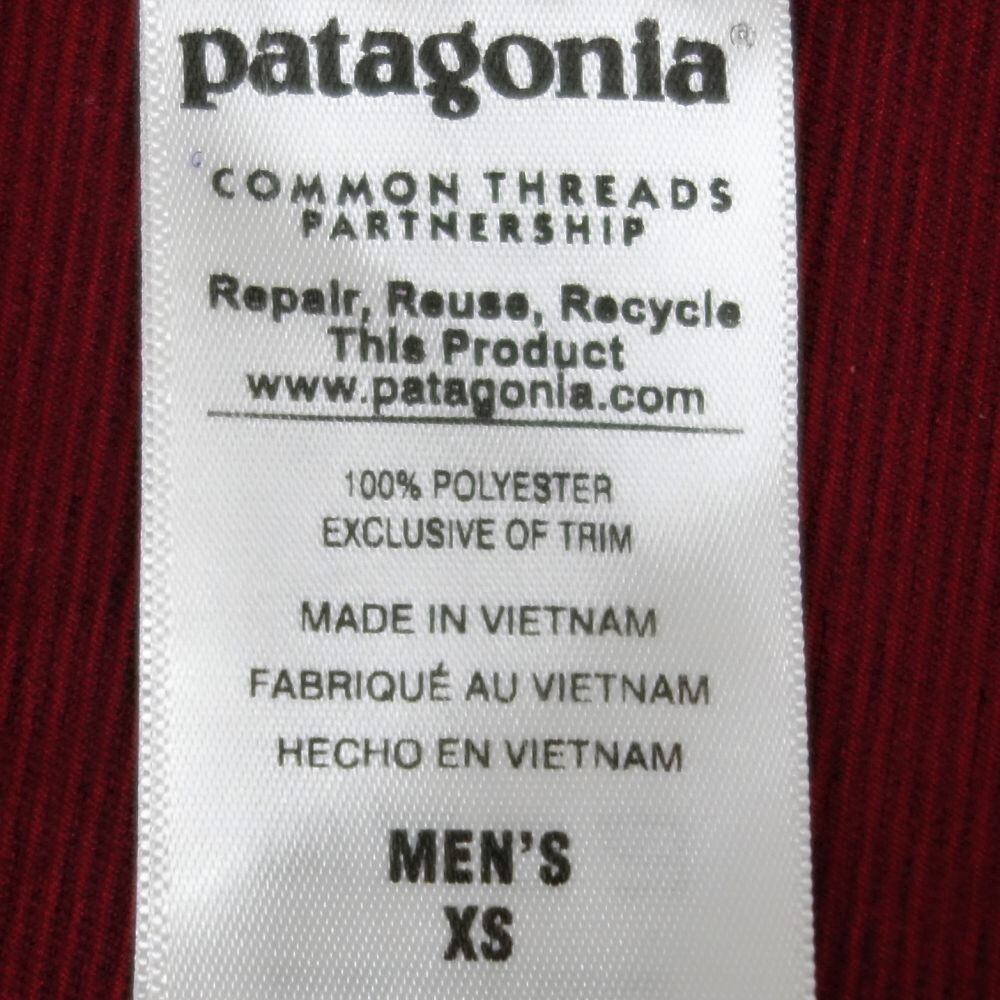 patagonia®
COMMON THREADS
PARTNERSHIP
Repair, Reuse, Recycle
This Product
www.patagonia.com
100% POLYESTER
EXCLUSIVE OF TRIM
MADE IN VIETNAM
FABRIQUÉ AU VIETNAM
HECHO EN VIETNAM
MEN'S
XS